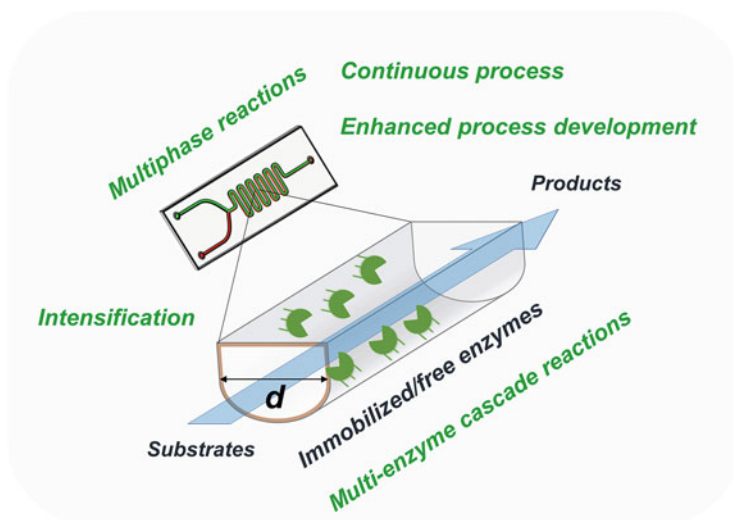 Continuous process
Multiphase reactions
Enhanced process development
Products
Intensification
d
Immobilized/free enzymes
Substrates
Multi-enzyme cascade reactions